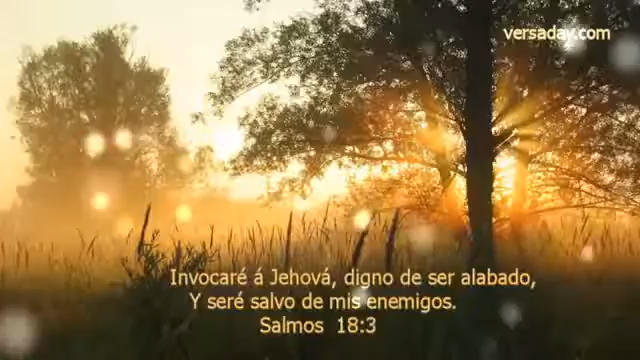 versaday.com
Invocaré á Jehová, digno de ser alabado,
Y seré salvo de mis enemigos.
Salmos 18:3